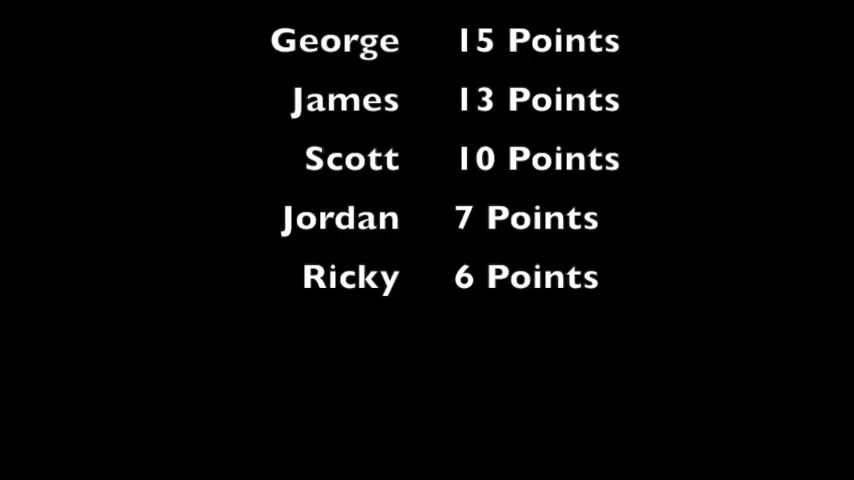 George 15 Points
James 13 Points
Scott 10 Points
Jordan 7 Points
Ricky 6 Points